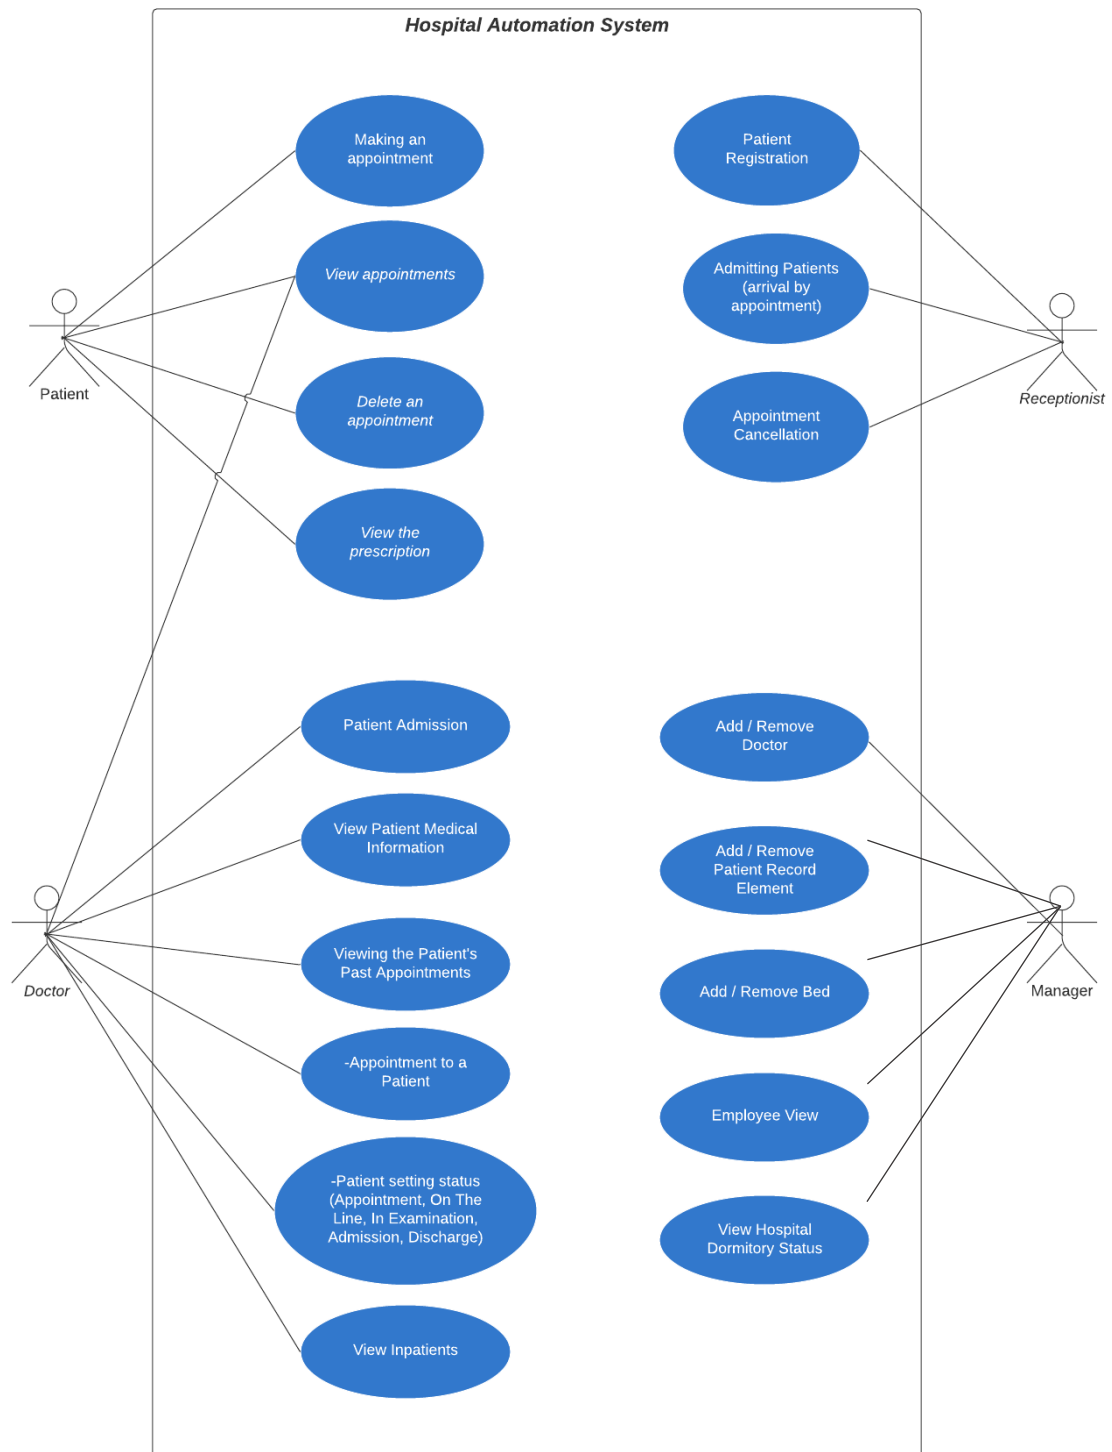 Hospital Automation System
Making an
appointment
View appointments
Delete an
appointment
View the
prescription
Patient
Patient
Registration
Admitting Patients
(arrival by
appointment)
Appointment
Cancellation
Receptionist
Patient Admission
View Patient Medical
Information
Viewing the Patient's
Past Appointments
-Appointment to a
Patient
-Patient setting status
(Appointment, On The
Line, In Examination,
Admission, Discharge)
View Inpatients
Doctor
Add / Remove
Doctor
Add / Remove
Patient Record
Element
Add / Remove Bed
Employee View
View Hospital
Dormitory Status
Manager